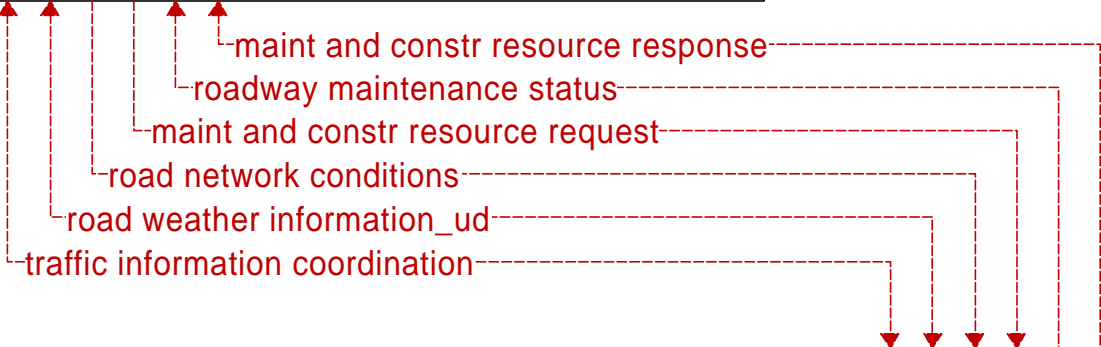 maint and constr resource response
roadway maintenance status
maint and constr resource request
road network conditions
road weather information_ud
traffic information coordination